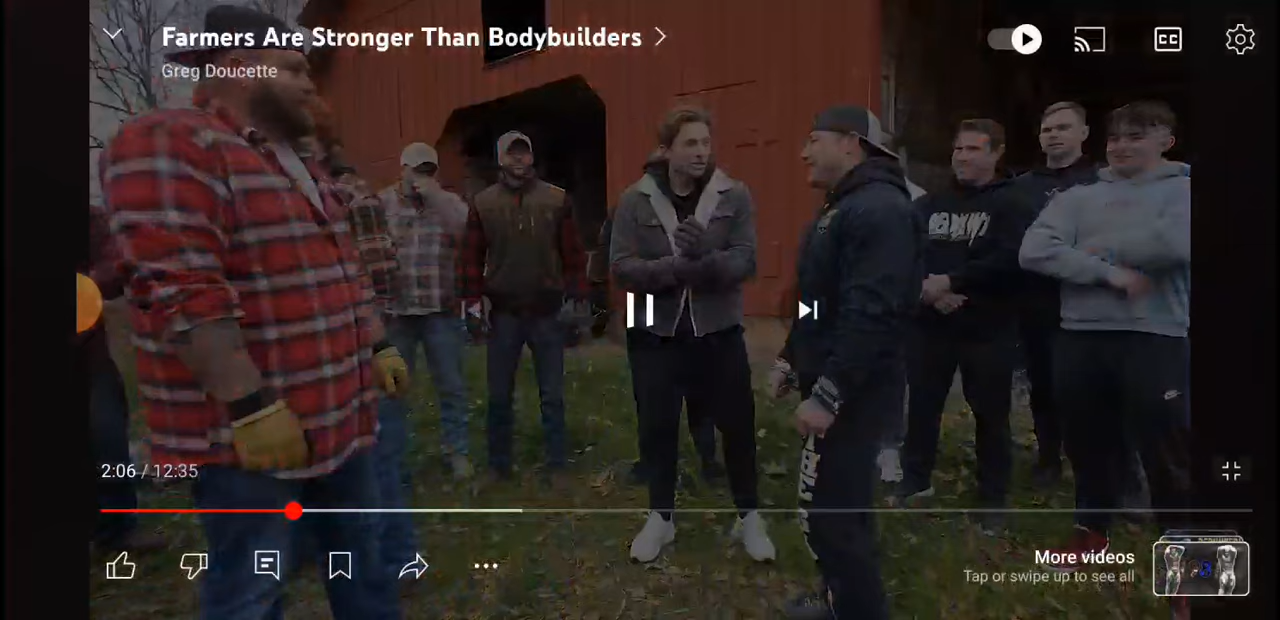 Farmers Are Stronger Than Bodybuilders
Greg Doucette
CC
2:06 / 12:35
More videos
Tap or swipe up to see all